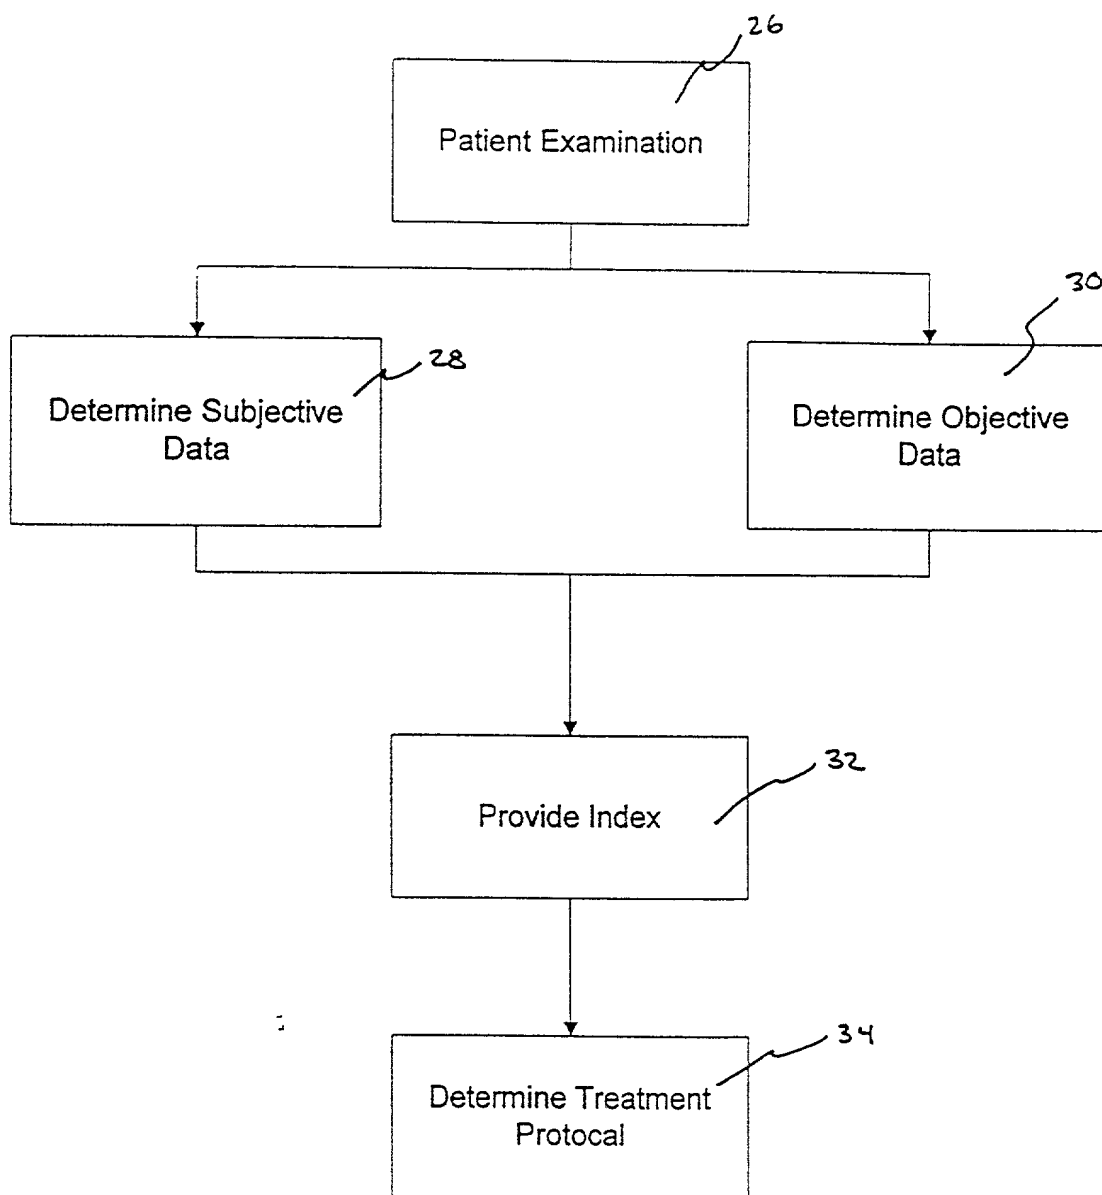 26
Patient Examination
30
28
Determine Subjective
Data
Determine Objective
Data
32
Provide Index
34
Determine Treatment
Protocal